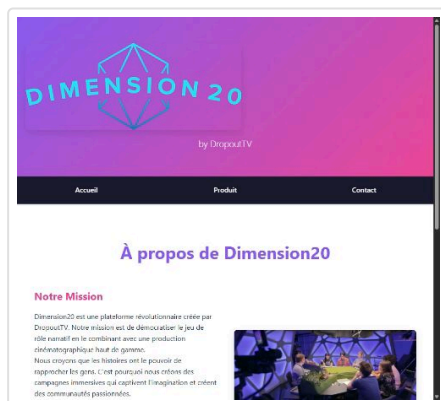 DIMENSION 20
by DropoutTV
Accueil Produit Contact
À propos de Dimension20
Notre Mission
Dimension20 est une plateforme révolutionnaire créée par
DropoutTV. Notre mission est de démocratiser le jeu de
rôle narratif en le combinant avec une production
cinématographique haut de gamme.
Nous croyons que les histoires ont le pouvoir de
rapprocher les gens. C'est pourquoi nous créons des
campagnes immersives qui captivent l'imagination et créent
des communautés passionnées.